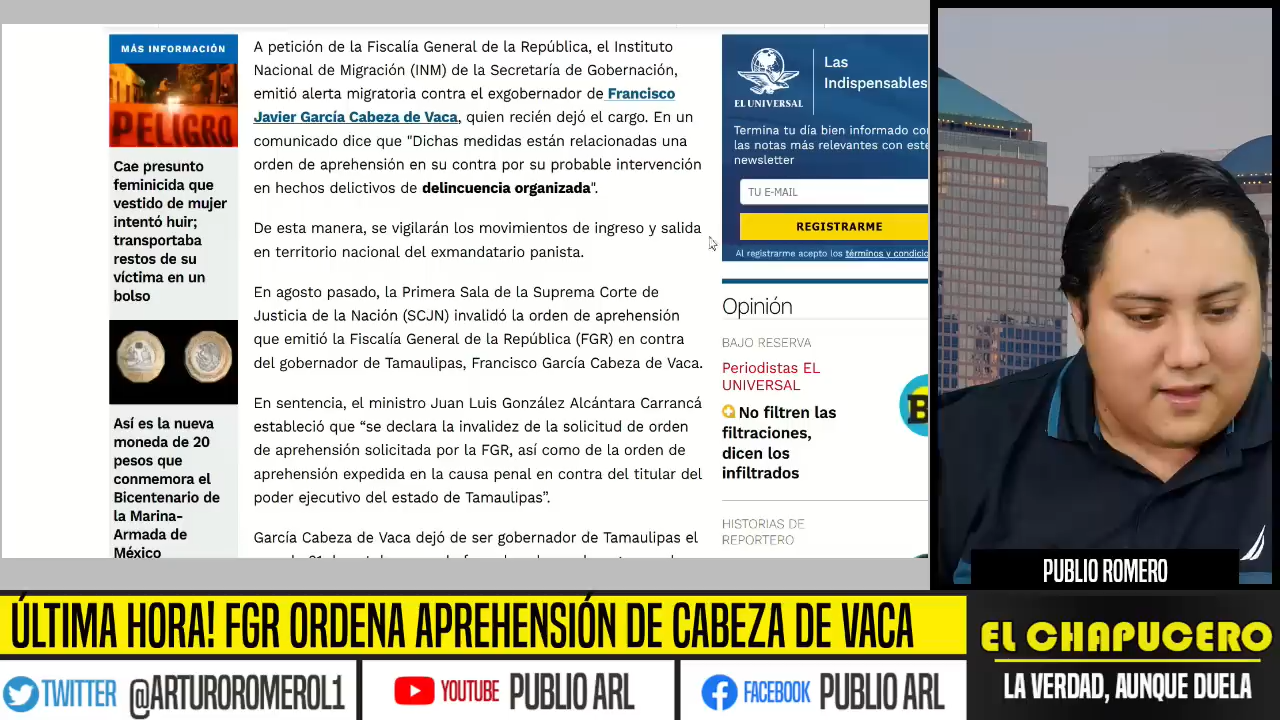 MÁS INFORMACIÓN
PELIGRO
Cae presunto
feminicida que
vestido de mujer
intentó huir;
transportaba
restos de su
víctima en un
bolso
Así es la nueva
moneda de 20
pesos que
conmemora el
Bicentenario de
la Marina-
Armada de
México
A petición de la Fiscalía General de la República, el Instituto
Nacional de Migración (INM) de la Secretaría de Gobernación,
emitió alerta migratoria contra el exgobernador de Francisco
Javier García Cabeza de Vaca, quien recién dejó el cargo. En un
comunicado dice que "Dichas medidas están relacionadas una
orden de aprehensión en su contra por su probable intervención
en hechos delictivos de delincuencia organizada".
De esta manera, se vigilarán los movimientos de ingreso y salida
en territorio nacional del exmandatario panista.
En agosto pasado, la Primera Sala de la Suprema Corte de
Justicia de la Nación (SCJN) invalidó la orden de aprehensión
que emitió la Fiscalía General de la República (FGR) en contra
del gobernador de Tamaulipas, Francisco García Cabeza de Vaca.
En sentencia, el ministro Juan Luis González Alcántara Carrancá
estableció que “se declara la invalidez de la solicitud de orden
de aprehensión solicitada por la FGR, así como de la orden de
aprehensión expedida en la causa penal en contra del titular del
poder ejecutivo del estado de Tamaulipas”.
García Cabeza de Vaca dejó de ser gobernador de Tamaulipas el
EL UNIVERSAL
Las
Indispensables
Termina tu día bien informado co
las notas más relevantes con este
newsletter
TU E-MAIL
REGISTRARME
Al registrarme acepto los términos y condicio
Opinión
BAJO RESERVA
Periodistas EL
UNIVERSAL
No filtren las
filtraciones,
dicen los
infiltrados
B
HISTORIAS DE
REPORTERO
PUBLIO ROMERO
ÚLTIMA HORA! FGR ORDENA APREHENSIÓN DE CABEZA DE VACA
EL CHAPUCERO
LA VERDAD, AUNQUE DUELA
TWITTER @ARTUROROMEROL1
YOUTUBE PUBLIO ARL
FACEBOOK PUBLIO ARL